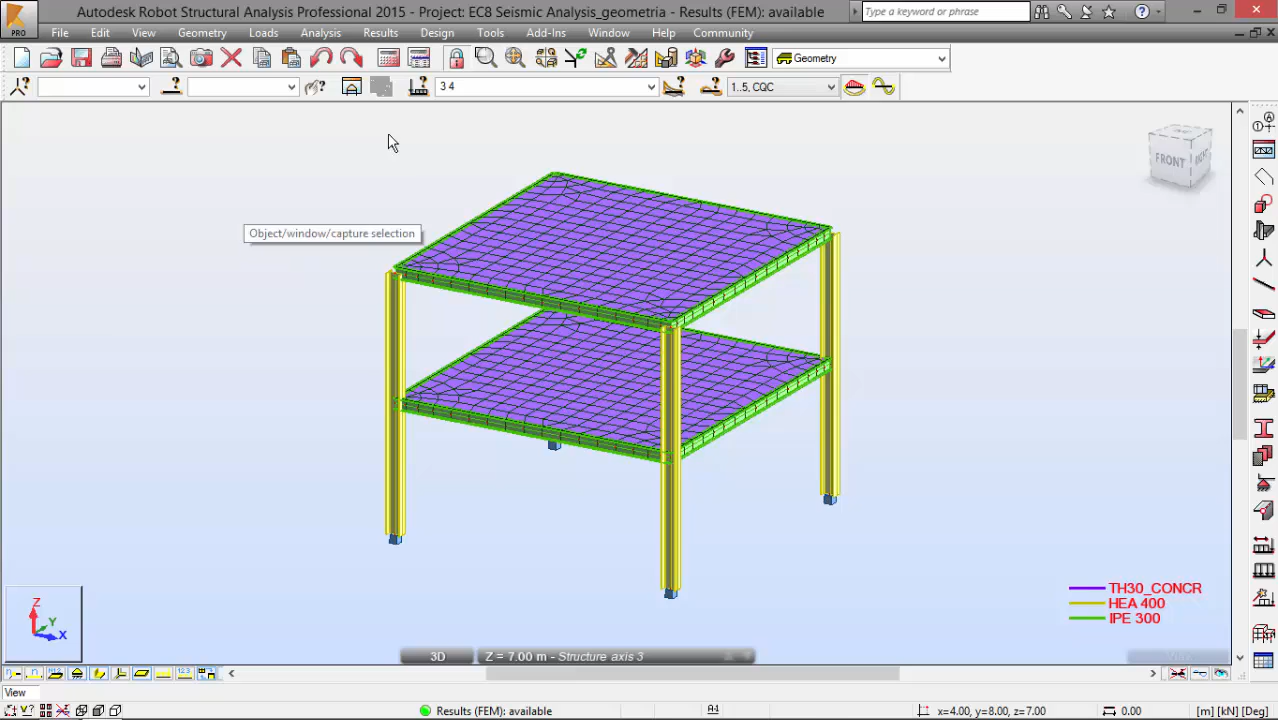 Autodesk Robot Structural Analysis Professional 2015 - Project: EC8 Seismic Analysis_geometria - Results (FEM): available
Type a keyword or phrase
PRO
File Edit View Geometry Loads Analysis Results Design Tools Add-Ins Window Help Community
Geometry
3 4
1..5, CQC
FRONT
RIGHT
Object/window/capture selection
TH30_CONCR
HEA 400
IPE 300
Z
Y
X
3D
Z = 7.00 m - Structure axis 3
View
Results (FEM): available
x=4.00, y=8.00, z=7.00
0.00
[m] [kN] [Deg]